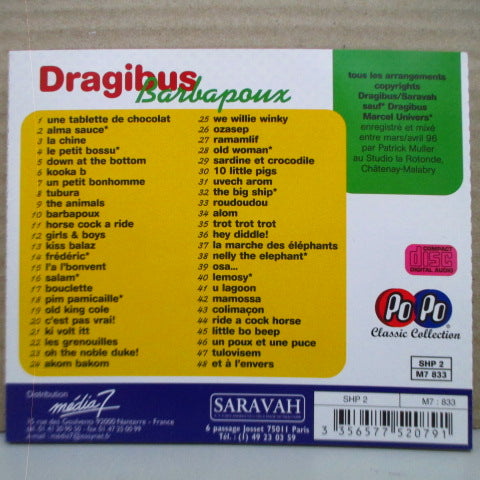 Dragibus
Barbapoux
1 une tablette de chocolat
2 alma sauce*
3 la chine
4 le petit bossu*
5 down at the bottom
6 kooka b
7 un petit bonhomme
8 tubura
9 the animals
10 barbapoux
11 horse cock a ride
12 girls & boys
13 kiss balaz
14 frédéric*
15 l'a l'bonvent
16 salam*
17 bouclette
18 pim pamicaille*
19 old king cole
20 c'est pas vrai!
21 ki volt itt
22 les grenouilles
23 oh the noble duke!
24 akom bakom
25 we willie winky
26 ozasep
27 ramamlif
28 old woman*
29 sardine et crocodile
30 10 little pigs
31 uvech arom
32 the big ship*
33 roudoudou
34 alom
35 trot trot trot
36 hey diddle!
37 la marche des éléphants
38 nelly the elephant*
39 osa...
40 lemosy*
41 u lagoon
42 mamossa
43 colimaçon
44 ride a cock horse
45 little bo beep
46 un poux et une puce
47 tulovisem
48 et à l'envers
tous les arrangements
copyrights
Dragibus/Saravah
sauf* Dragibus
Marcel Univers*
enregistré et mixé
entre mars/avril 96
par Patrick Muller
au Studio la Rotonde,
Châtenay-Malabry
COMPACT
disc
DIGITAL AUDIO
PoPo
Classic Collection
SHP 2
M7 833
Distribution
média 7
15 rue des Goulvens 92000 Nanterre - France
SARAVAH
6 passage Josset 75011 Paris
Tél.: (1) 49 23 03 59
SHP 2
M7 : 833
3 356577 520791